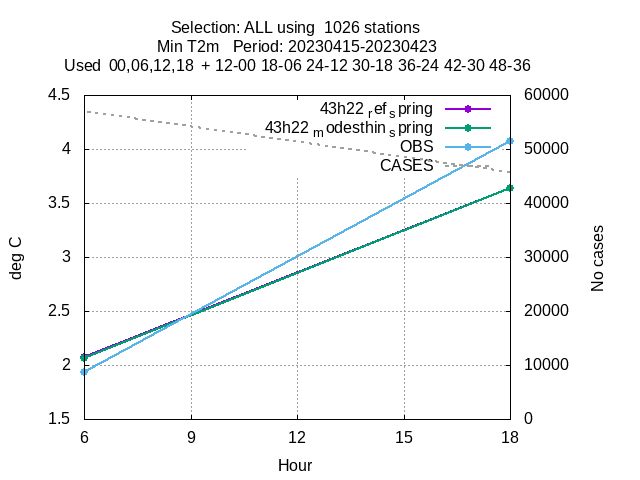 Selection: ALL using  1026 stations
Min T2m   Period: 20230415-20230423
Used  00,06,12,18  + 12-00 18-06 24-12 30-18 36-24 42-30 48-36
4.5
4
3.5
3
2.5
2
1.5
deg C
43h22 ref spring
43h22 modesthin spring
OBS
CASES
60000
50000
40000
30000
20000
10000
0
No cases
6 9 12 15 18
Hour